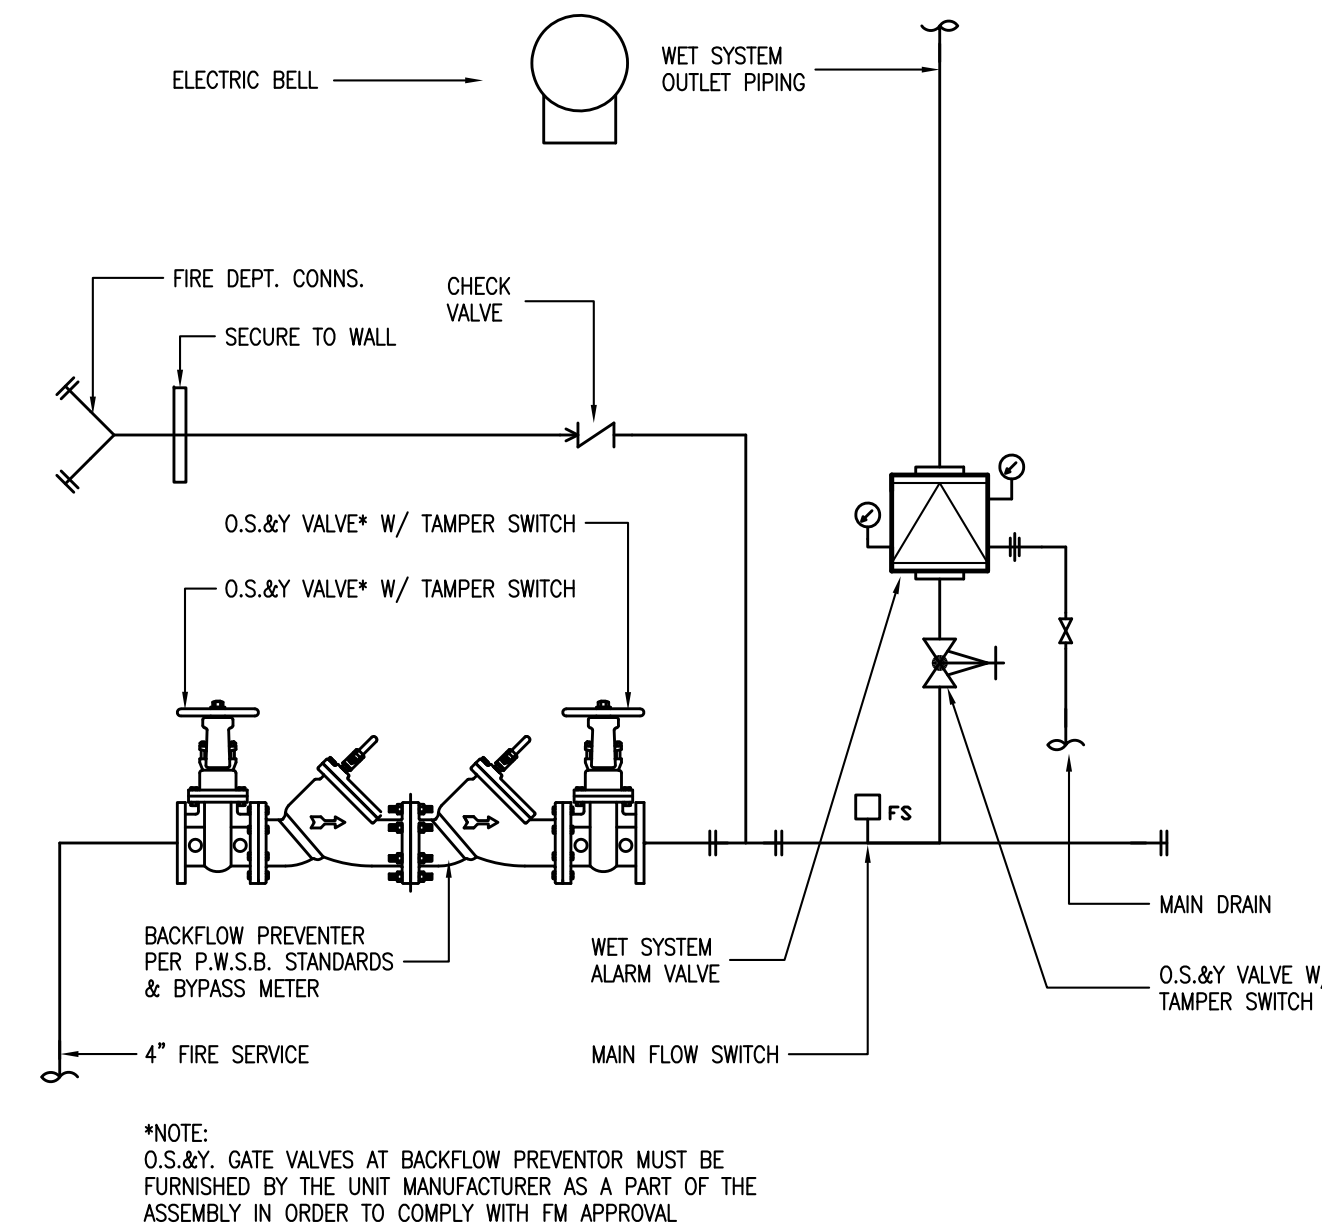 ELECTRIC BELL
WET SYSTEM
OUTLET PIPING
FIRE DEPT. CONNS.
CHECK
VALVE
SECURE TO WALL
O.S.&Y VALVE* W/ TAMPER SWITCH
O.S.&Y VALVE* W/ TAMPER SWITCH
FS
MAIN DRAIN
BACKFLOW PREVENTER
PER P.W.S.B. STANDARDS
& BYPASS METER
WET SYSTEM
ALARM VALVE
O.S.&Y VALVE W/
TAMPER SWITCH
4" FIRE SERVICE
MAIN FLOW SWITCH
*NOTE:
O.S.&Y. GATE VALVES AT BACKFLOW PREVENTOR MUST BE
FURNISHED BY THE UNIT MANUFACTURER AS A PART OF THE
ASSEMBLY IN ORDER TO COMPLY WITH FM APPROVAL